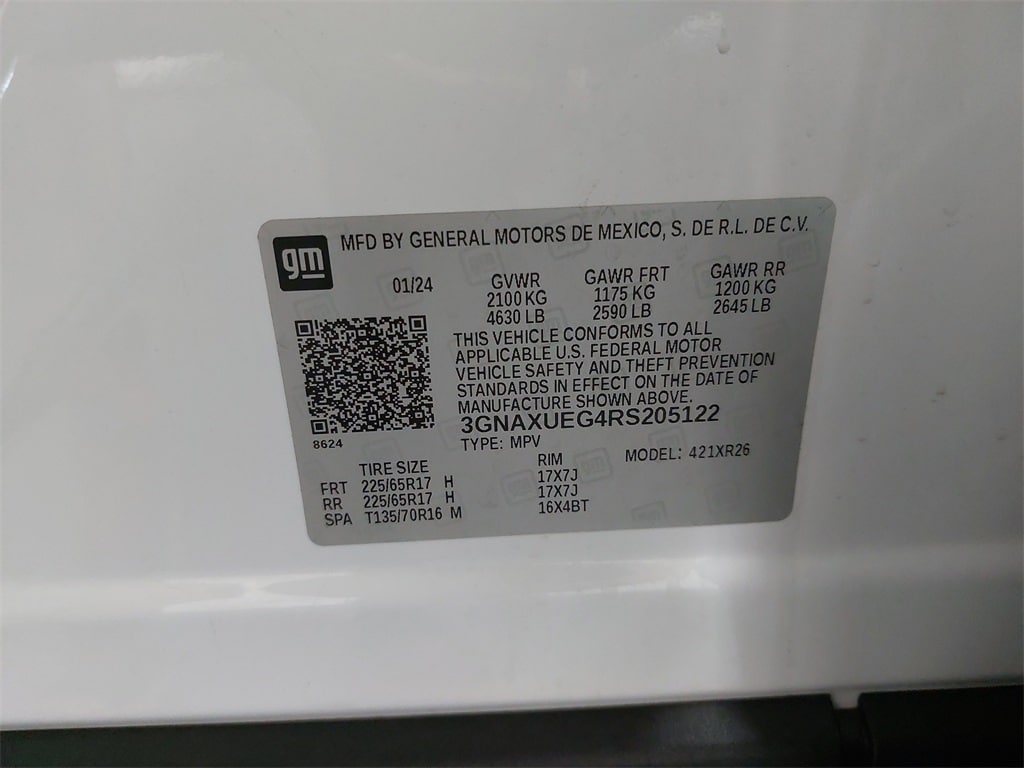 gm
MFD BY GENERAL MOTORS DE MEXICO, S. DE R.L. DE C.V.
01/24 GVWR GAWR FRT GAWR RR
2100 KG 1175 KG 1200 KG
4630 LB 2590 LB 2645 LB
THIS VEHICLE CONFORMS TO ALL
APPLICABLE U.S. FEDERAL MOTOR
VEHICLE SAFETY AND THEFT PREVENTION
STANDARDS IN EFFECT ON THE DATE OF
MANUFACTURE SHOWN ABOVE.
3GNAXUEG4RS205122
8624
TYPE: MPV MODEL: 421XR26
TIRE SIZE RIM
FRT 225/65R17 H 17X7J
RR 225/65R17 H 17X7J
SPA T135/70R16 M 16X4BT